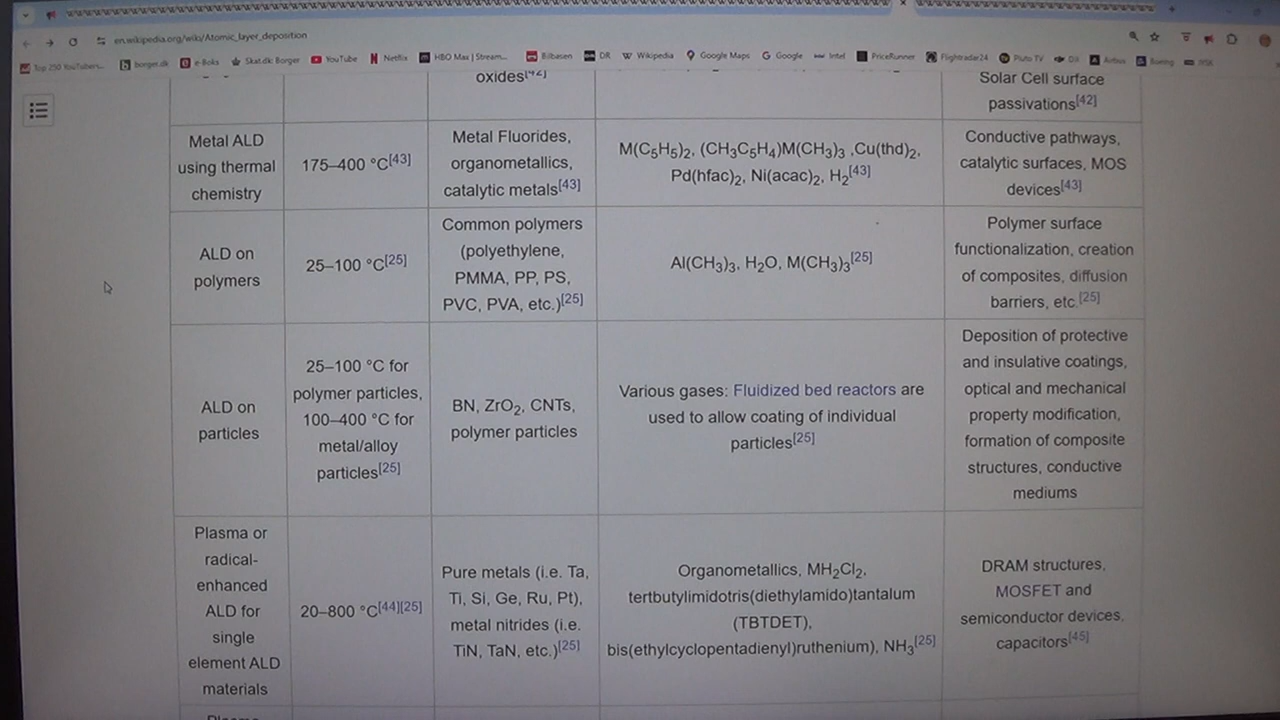 en.wikipedia.org/wiki/Atomic_layer_deposition
Top 250 YouTubers... borger.dk e-Boks Skat.dk: Borger YouTube Netflix HBO Max | Stream... Bilbasen DR Wikipedia Google Maps Google Intel PriceRunner Flightradar24 Pluto TV Airbus Boeing
oxides[42]
Solar Cell surface
passivations[42]
Metal ALD
using thermal
chemistry
175–400 °C[43]
Metal Fluorides,
organometallics,
catalytic metals[43]
M(C5H5)2, (CH3C5H4)M(CH3)3 ,Cu(thd)2,
Pd(hfac)2, Ni(acac)2, H2[43]
Conductive pathways,
catalytic surfaces, MOS
devices[43]
ALD on
polymers
25–100 °C[25]
Common polymers
(polyethylene,
PMMA, PP, PS,
PVC, PVA, etc.)[25]
Al(CH3)3, H2O, M(CH3)3[25]
Polymer surface
functionalization, creation
of composites, diffusion
barriers, etc.[25]
ALD on
particles
25–100 °C for
polymer particles,
100–400 °C for
metal/alloy
particles[25]
BN, ZrO2, CNTs,
polymer particles
Various gases: Fluidized bed reactors are
used to allow coating of individual
particles[25]
Deposition of protective
and insulative coatings,
optical and mechanical
property modification,
formation of composite
structures, conductive
mediums
Plasma or
radical-
enhanced
ALD for
single
element ALD
materials
20–800 °C[44][25]
Pure metals (i.e. Ta,
Ti, Si, Ge, Ru, Pt),
metal nitrides (i.e.
TiN, TaN, etc.)[25]
Organometallics, MH2Cl2,
tertbutylimidotris(diethylamido)tantalum
(TBTDET),
bis(ethylcyclopentadienyl)ruthenium), NH3[25]
DRAM structures,
MOSFET and
semiconductor devices,
capacitors[45]
Plasma